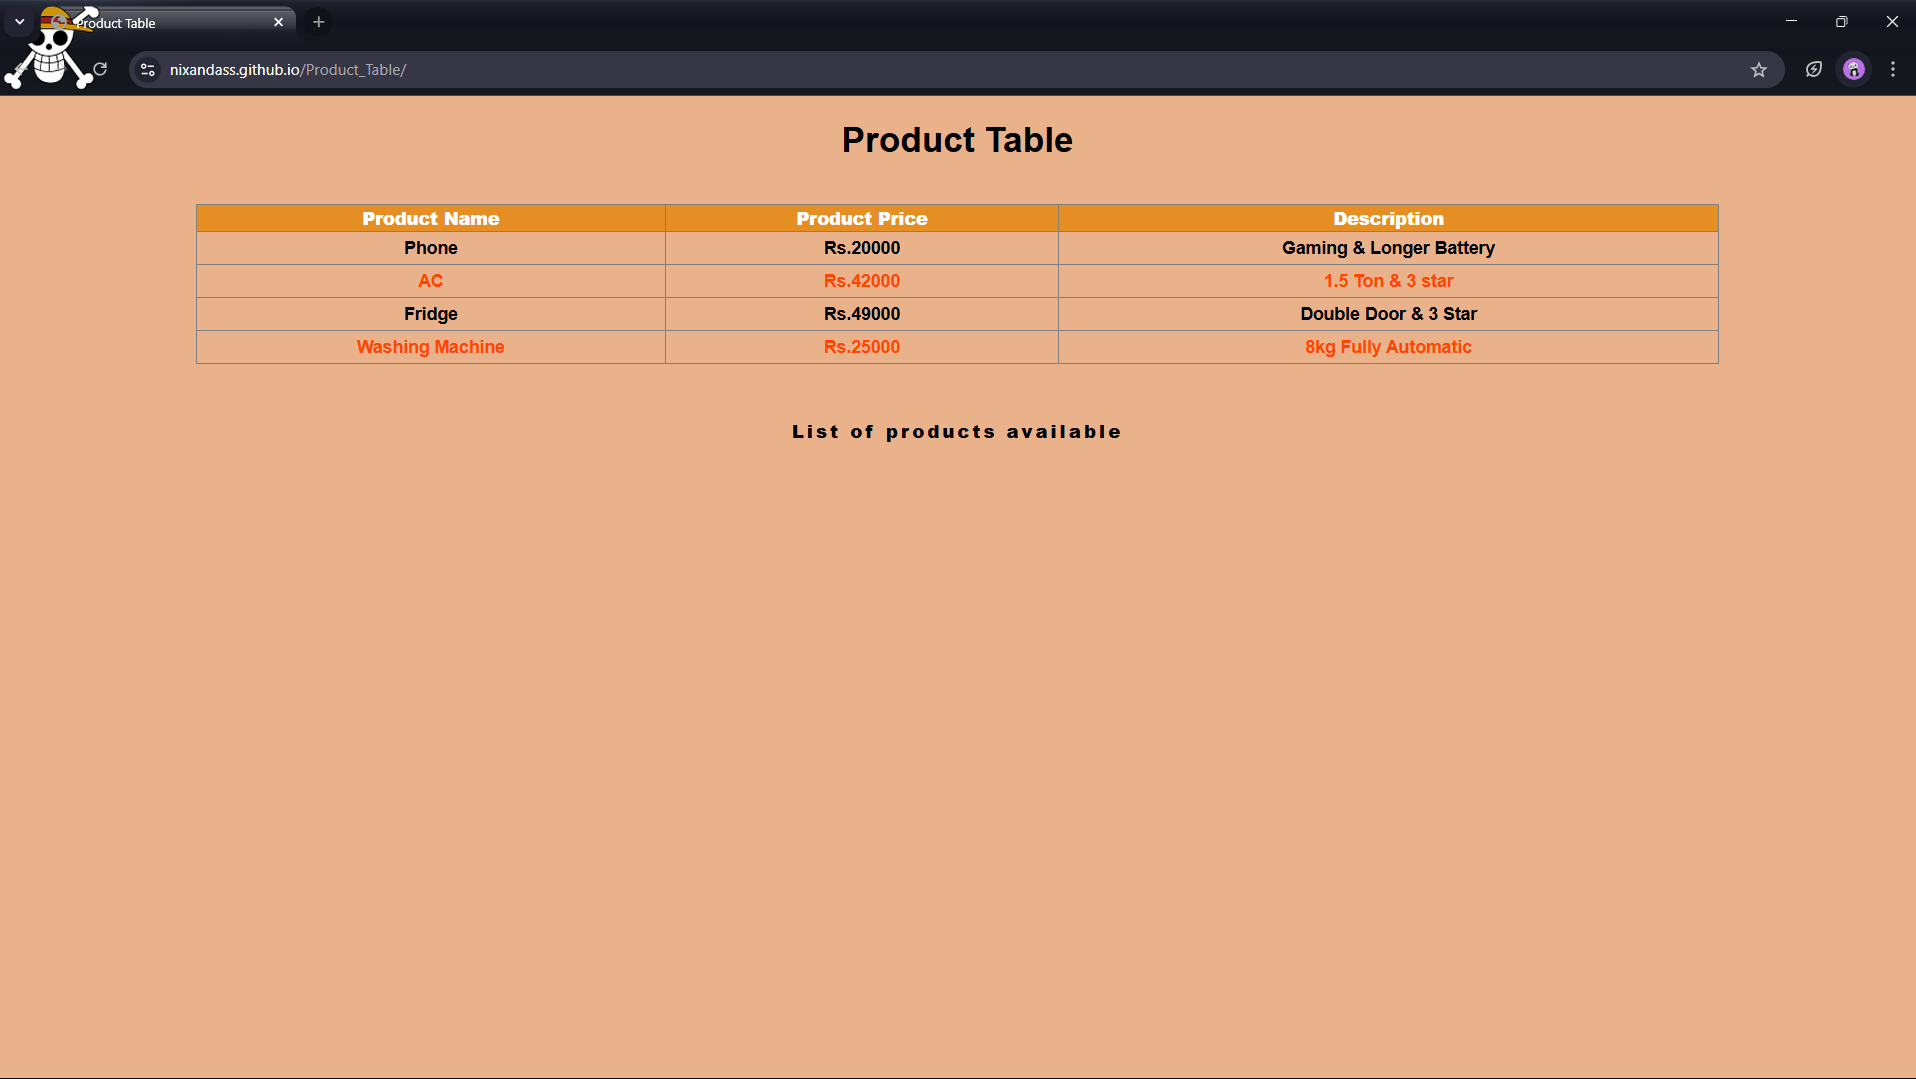 Product Table
nixandass.github.io/Product_Table/
Product Table
Product Name Product Price Description
Phone Rs.20000 Gaming & Longer Battery
AC Rs.42000 1.5 Ton & 3 star
Fridge Rs.49000 Double Door & 3 Star
Washing Machine Rs.25000 8kg Fully Automatic
List of products available